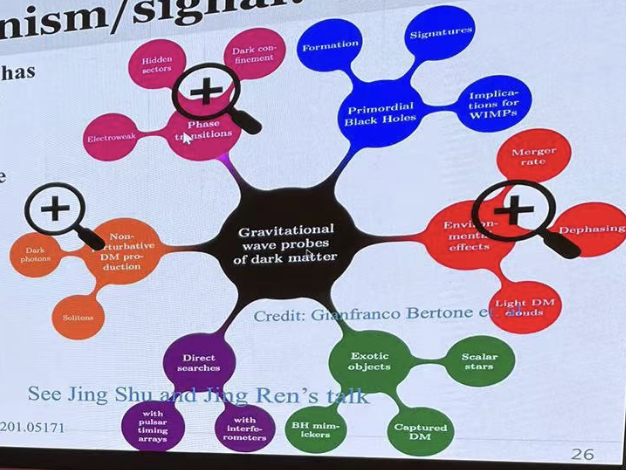 nism/signal
has
e
Hidden
sectors
Dark con-
finement
Electroweak
Phase
transitions
Formation
Signatures
Primordial
Black Holes
Implica-
tions for
WIMPs
Merger
rate
Environ-
mental
effects
Dephasing
Light DM
clouds
Gravitational
wave probes
of dark matter
Non-
perturbative
DM pro-
duction
Dark
photons
Solitons
Credit: Gianfranco Bertone et
Direct
searches
with
pulsar
timing
arrays
with
interfe-
rometers
Exotic
objects
Scalar
stars
BH mim-
ickers
Captured
DM
See Jing Shu and Jing Ren's talk
201.05171
26